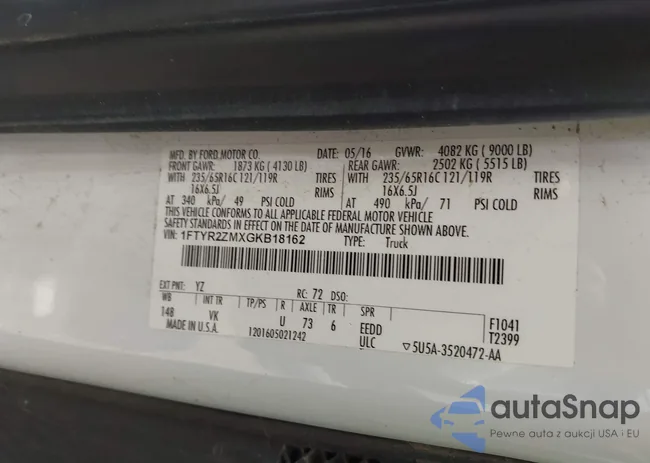 MFD. BY FORD MOTOR CO. DATE: 05/16 GVWR: 4082 KG ( 9000 LB)
FRONT GAWR: 1873 KG ( 4130 LB) REAR GAWR: 2502 KG ( 5515 LB)
WITH 235/65R16C 121/119R TIRES WITH 235/65R16C 121/119R TIRES
16X6.5J RIMS 16X6.5J RIMS
AT 340 kPa/ 49 PSI COLD AT 490 kPa/ 71 PSI COLD
THIS VEHICLE CONFORMS TO ALL APPLICABLE FEDERAL MOTOR VEHICLE
SAFETY STANDARDS IN EFFECT ON THE DATE OF MANUFACTURE SHOWN ABOVE.
VIN: 1FTYR2ZMXGKB18162 TYPE: Truck
EXT PNT: YZ RC: 72 DSO:
WB INT TR TP/PS R AXLE TR SPR F1041
148 VK U 73 6 EEDD T2399
MADE IN U.S.A. 1201605021242 ULC ▽5U5A-3520472-AA
autaSnap
Pewne auta z aukcji USA i EU